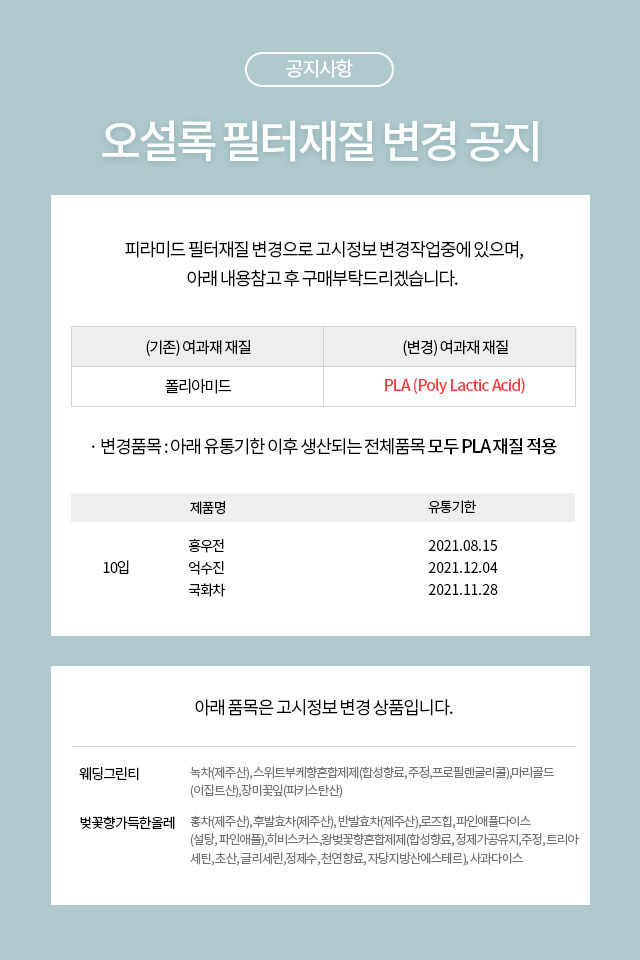 공지사항
오설록 필터재질 변경 공지
피라미드 필터재질 변경으로 고시정보 변경작업중에 있으며,
아래 내용참고 후 구매부탁드리겠습니다.
(기존) 여과재 재질 (변경) 여과재 재질
폴리아미드 PLA (Poly Lactic Acid)
· 변경품목 : 아래 유통기한 이후 생산되는 전체품목 모두 PLA 재질 적용
제품명 유통기한
홍우전 2021.08.15
10입 억수진 2021.12.04
국화차 2021.11.28
아래 품목은 고시정보 변경 상품입니다.
웨딩그린티 녹차(제주산), 스위트부케향혼합제제(합성향료, 주정,프로필렌글리콜),마리골드
(이집트산),장미꽃잎(파키스탄산)
벚꽃향가득한올레 홍차(제주산), 후발효차(제주산), 반발효차(제주산),로즈힙, 파인애플다이스
(설탕, 파인애플),히비스커스,왕벚꽃향혼합제제(합성향료, 정제가공유지,주정, 트리아
세틴, 초산, 글리세린,정제수, 천연향료, 자당지방산에스테르), 사과다이스